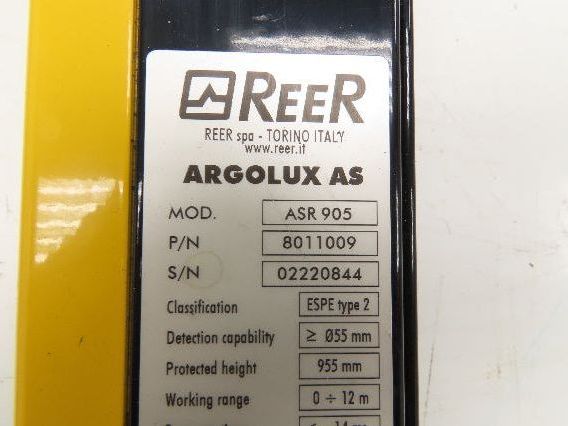 REER
REER spa - TORINO ITALY
www.reer.it
ARGOLUX AS
MOD. ASR 905
P/N 8011009
S/N 02220844
Classification ESPE type 2
Detection capability ≥ Ø55 mm
Protected height 955 mm
Working range 0 ÷ 12 m